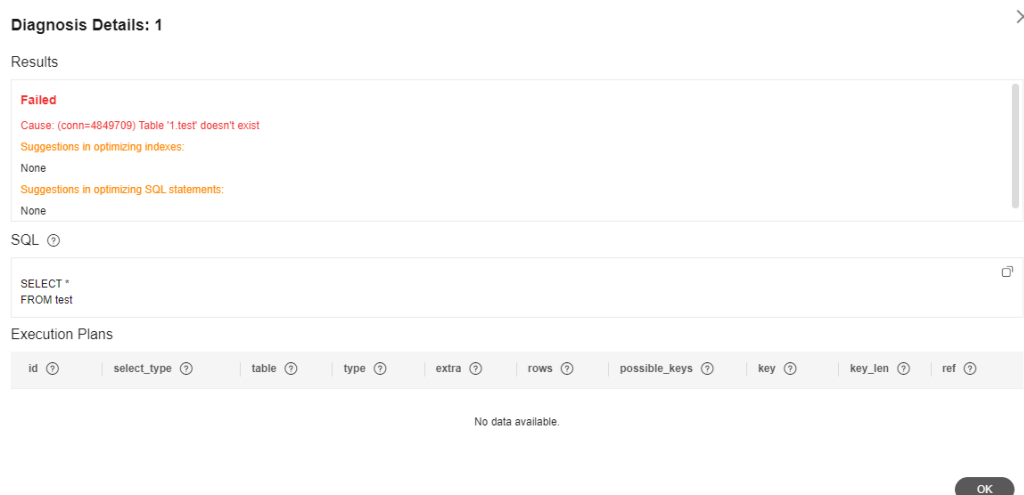 Diagnosis Details: 1
Results
Failed
Cause: (conn=4849709) Table '1.test' doesn't exist
Suggestions in optimizing indexes:
None
Suggestions in optimizing SQL statements:
None
SQL ?
SELECT *
FROM test
Execution Plans
id ? select_type ? table ? type ? extra ? rows ? possible_keys ? key ? key_len ? ref ?
No data available.
OK